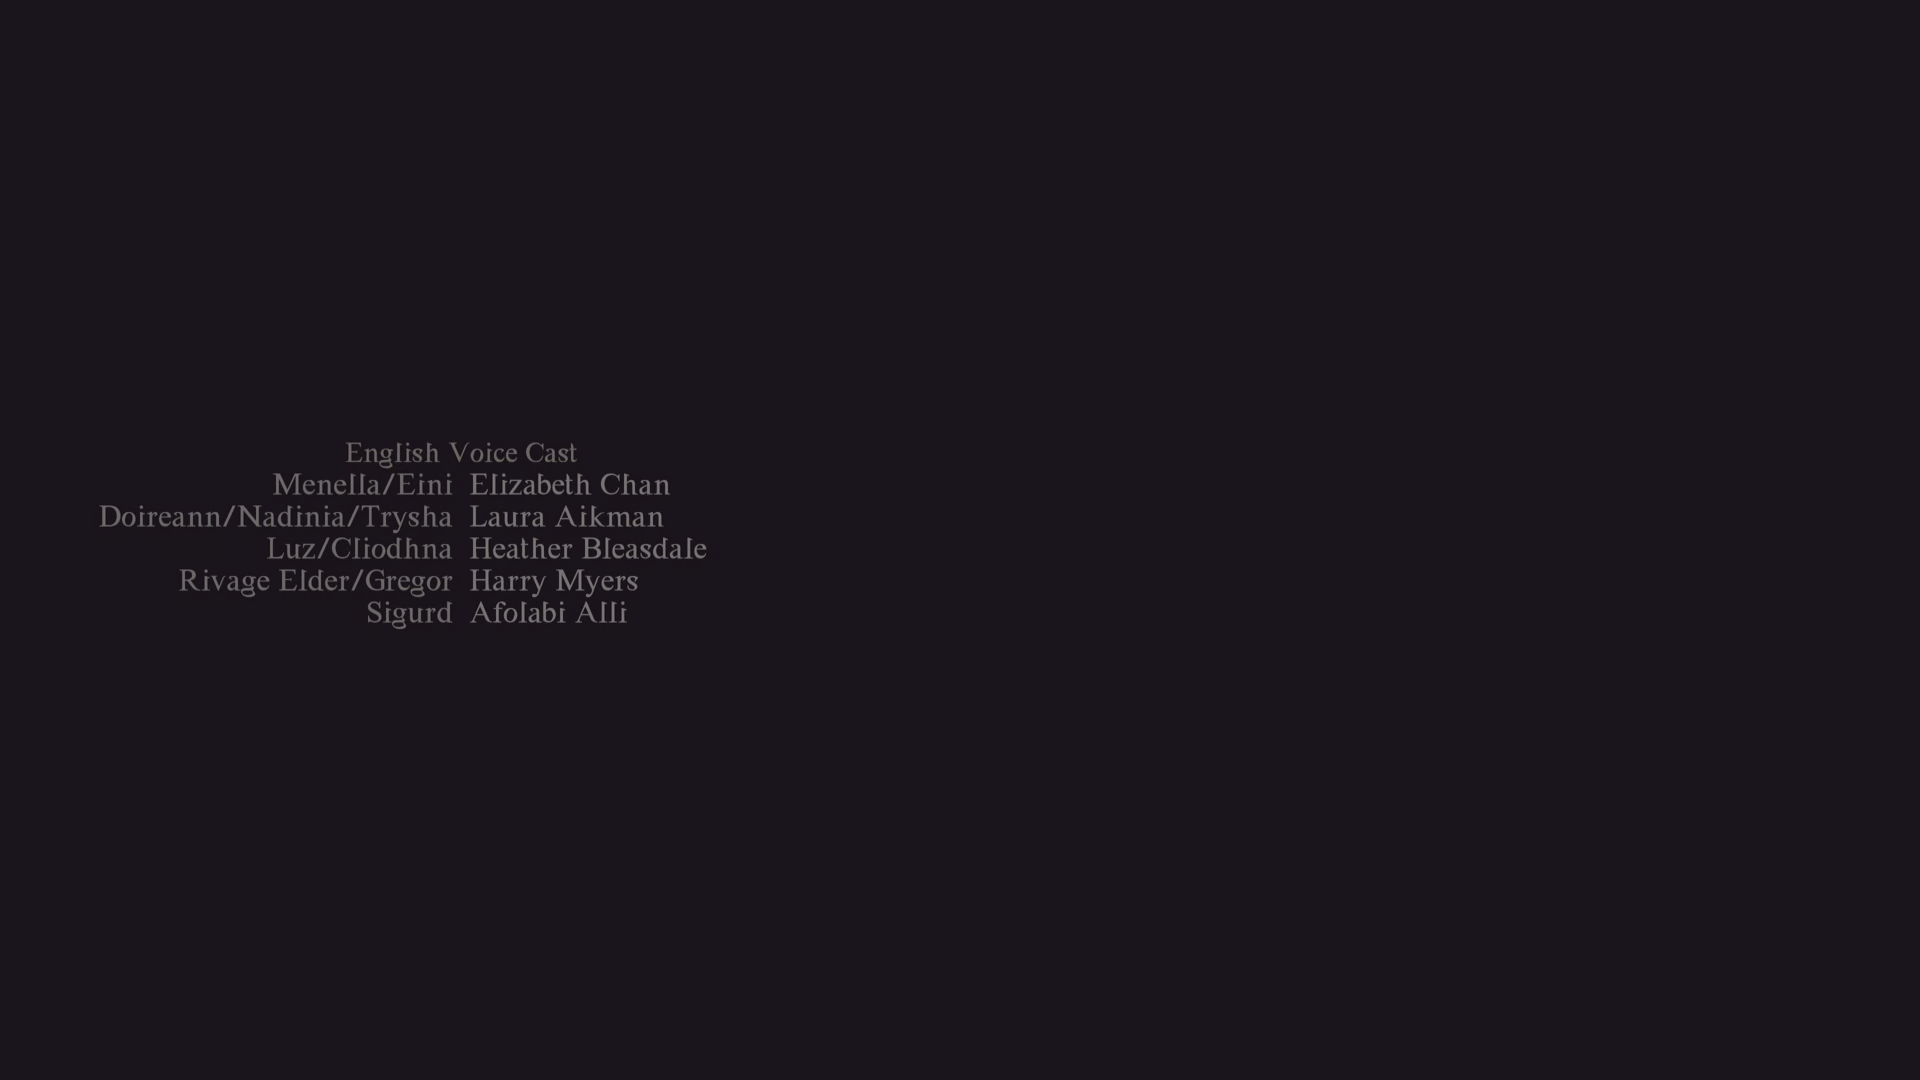 English Voice Cast
Menella/Eini Elizabeth Chan
Doireann/Nadinia/Trysha Laura Aikman
Luz/Cliodhna Heather Bleasdale
Rivage Elder/Gregor Harry Myers
Sigurd Afolabi Alli